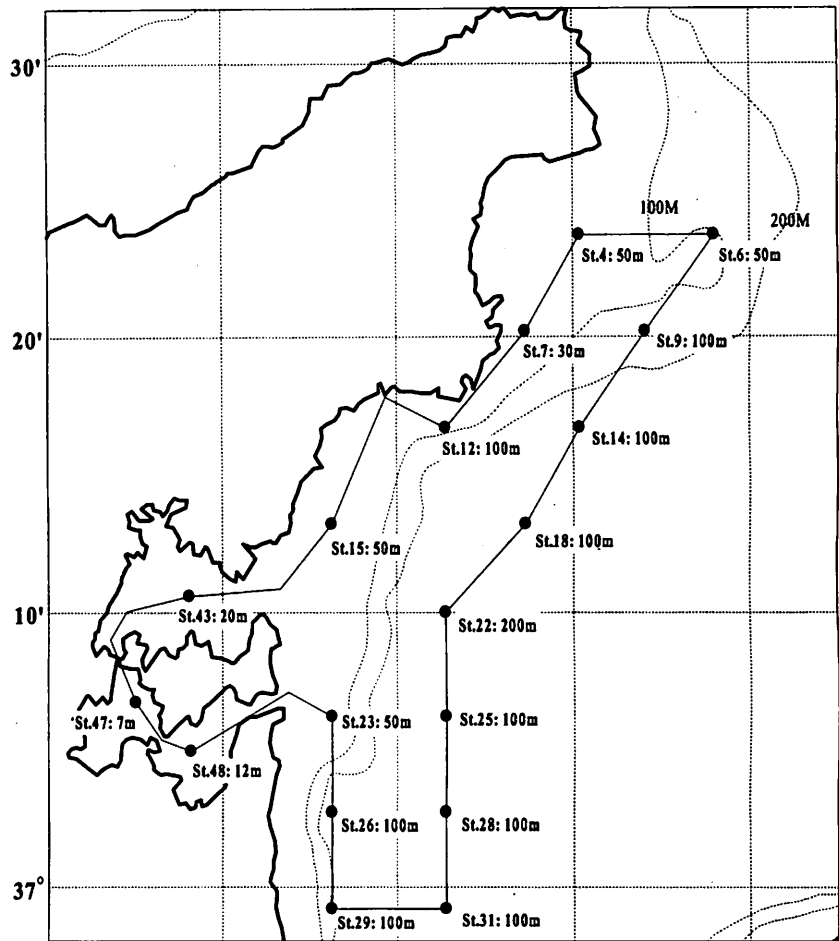 30'
100M
200M
St.4: 50m
St.6: 50m
20'
St.7: 30m
St.9: 100m
St.12: 100m
St.14: 100m
St.15: 50m
St.18: 100m
10'
St.43: 20m
St.22: 200m
St.47: 7m
St.23: 50m
St.25: 100m
St.48: 12m
St.26: 100m
St.28: 100m
37°
St.29: 100m
St.31: 100m